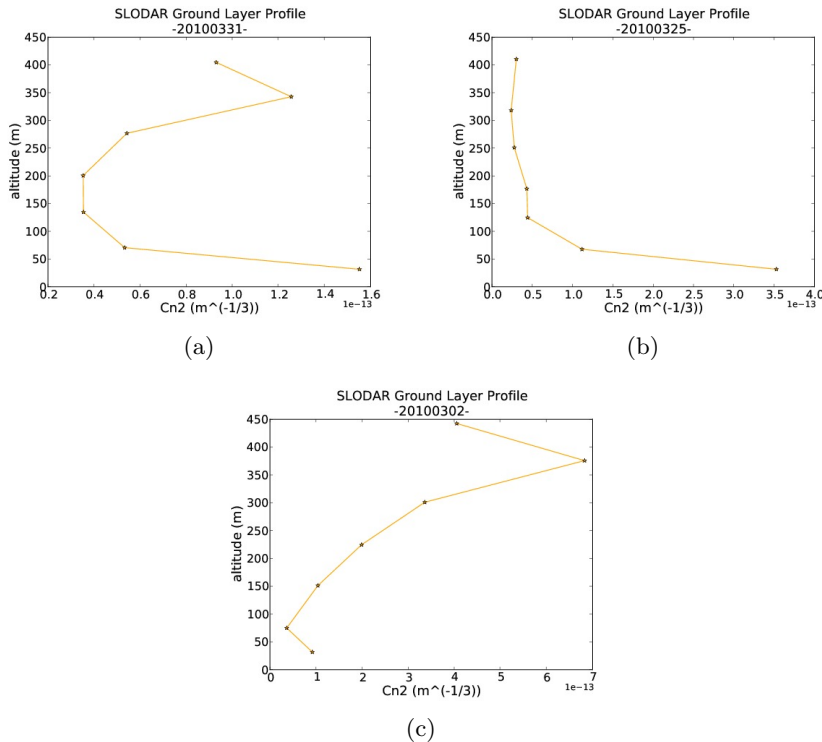 SLODAR Ground Layer Profile
-20100331-
450
400
350
300
250
200
150
100
50
0
altitude (m)
0.2 0.4 0.6 0.8 1.0 1.2 1.4 1.6
Cn2 (m^(-1/3))
1e−13
(a)
SLODAR Ground Layer Profile
-20100325-
450
400
350
300
250
200
150
100
50
0
altitude (m)
0.0 0.5 1.0 1.5 2.0 2.5 3.0 3.5 4.0
Cn2 (m^(-1/3))
1e−13
(b)
SLODAR Ground Layer Profile
-20100302-
450
400
350
300
250
200
150
100
50
0
altitude (m)
0 1 2 3 4 5 6 7
Cn2 (m^(-1/3))
1e−13
(c)